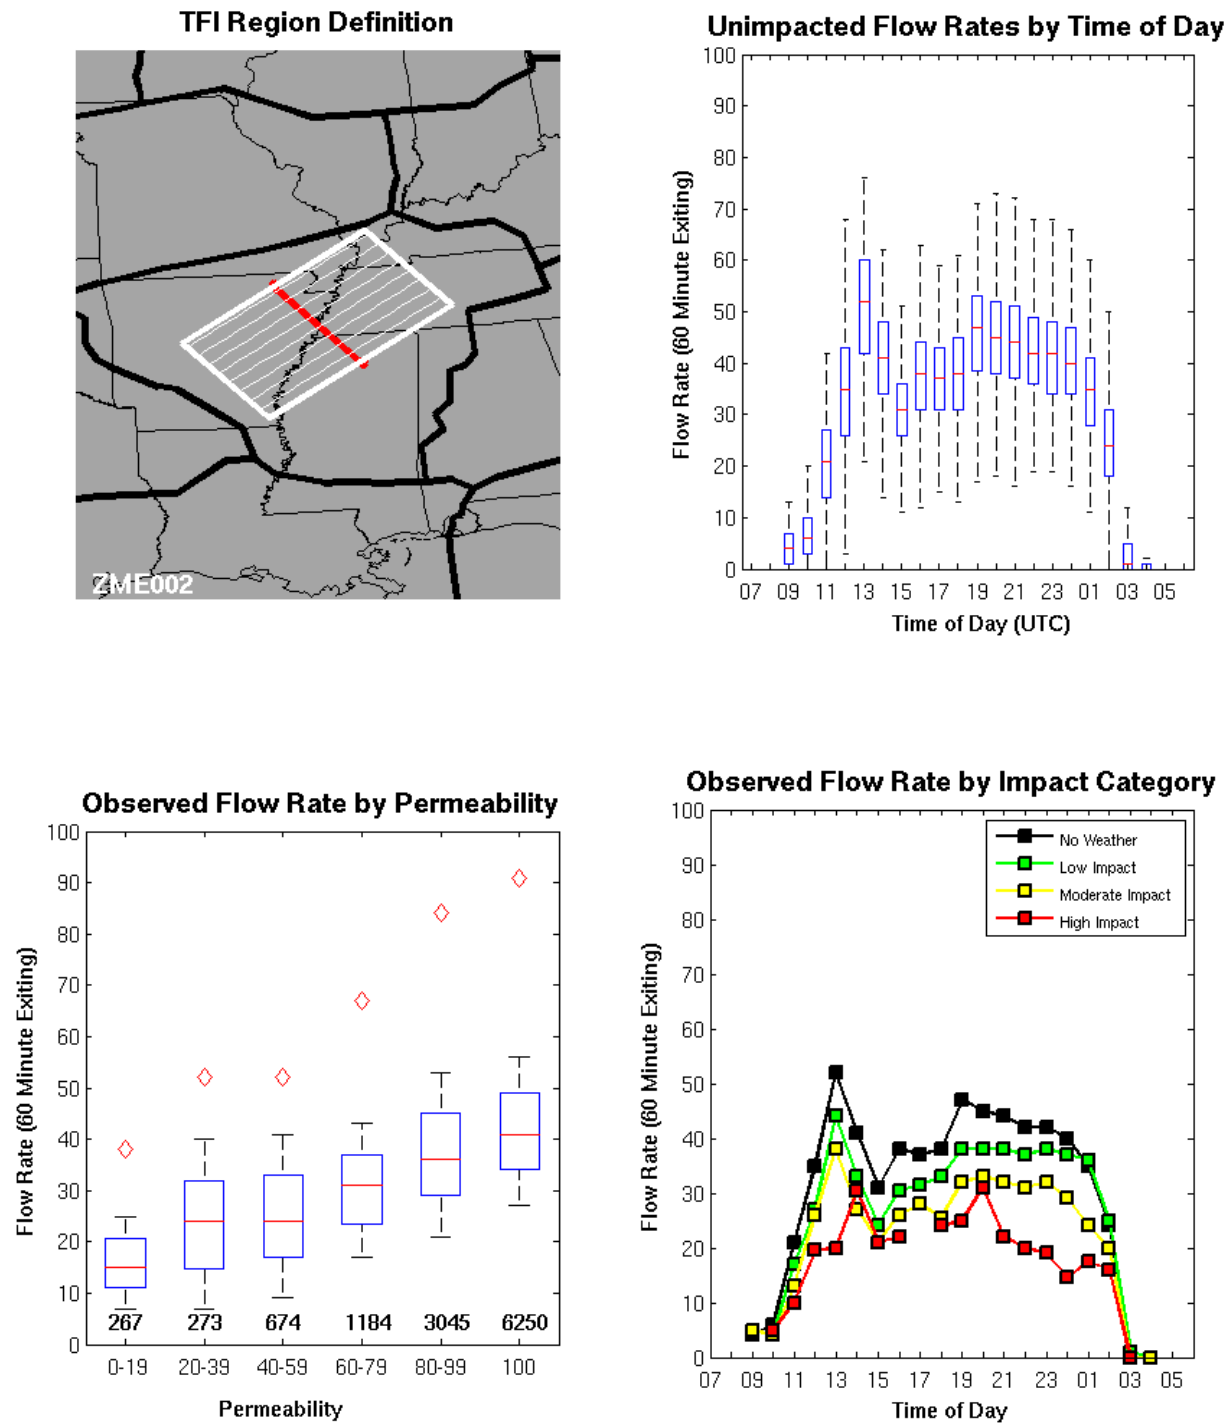 TFI Region Definition
ZME002
Unimpacted Flow Rates by Time of Day
Flow Rate (60 Minute Exiting)
100
90
80
70
60
50
40
30
20
10
0
07 09 11 13 15 17 19 21 23 01 03 05
Time of Day (UTC)
Observed Flow Rate by Permeability
Flow Rate (60 Minute Exiting)
100
90
80
70
60
50
40
30
20
10
0
267 273 674 1184 3045 6250
0-19 20-39 40-59 60-79 80-99 100
Permeability
Observed Flow Rate by Impact Category
Flow Rate (60 Minute Exiting)
100
90
80
70
60
50
40
30
20
10
0
No Weather
Low Impact
Moderate Impact
High Impact
07 09 11 13 15 17 19 21 23 01 03 05
Time of Day